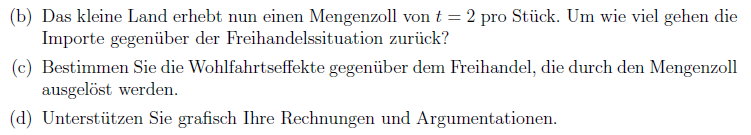 (b) Das kleine Land erhebt nun einen Mengenzoll von t = 2 pro Stück. Um wie viel gehen die
Importe gegenüber der Freihandelssituation zurück?
(c) Bestimmen Sie die Wohlfahrtseffekte gegenüber dem Freihandel, die durch den Mengenzoll
ausgelöst werden.
(d) Unterstützen Sie grafisch Ihre Rechnungen und Argumentationen.